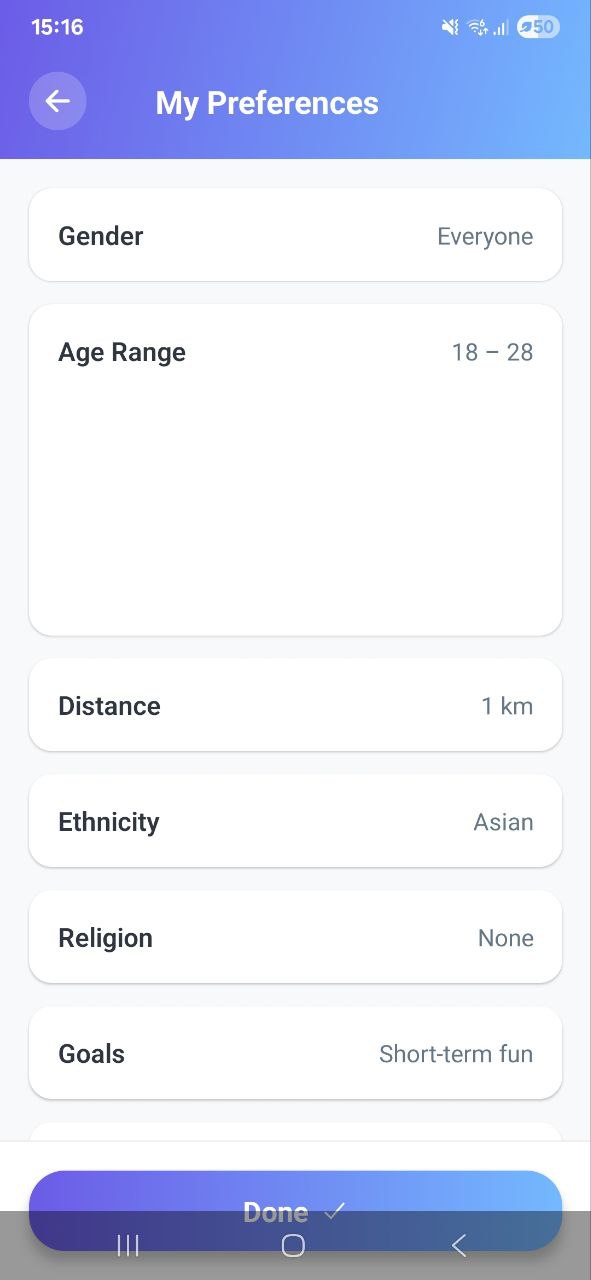 15:16
50
My Preferences
Gender Everyone
Age Range 18 – 28
Distance 1 km
Ethnicity Asian
Religion None
Goals Short-term fun
Done ✓